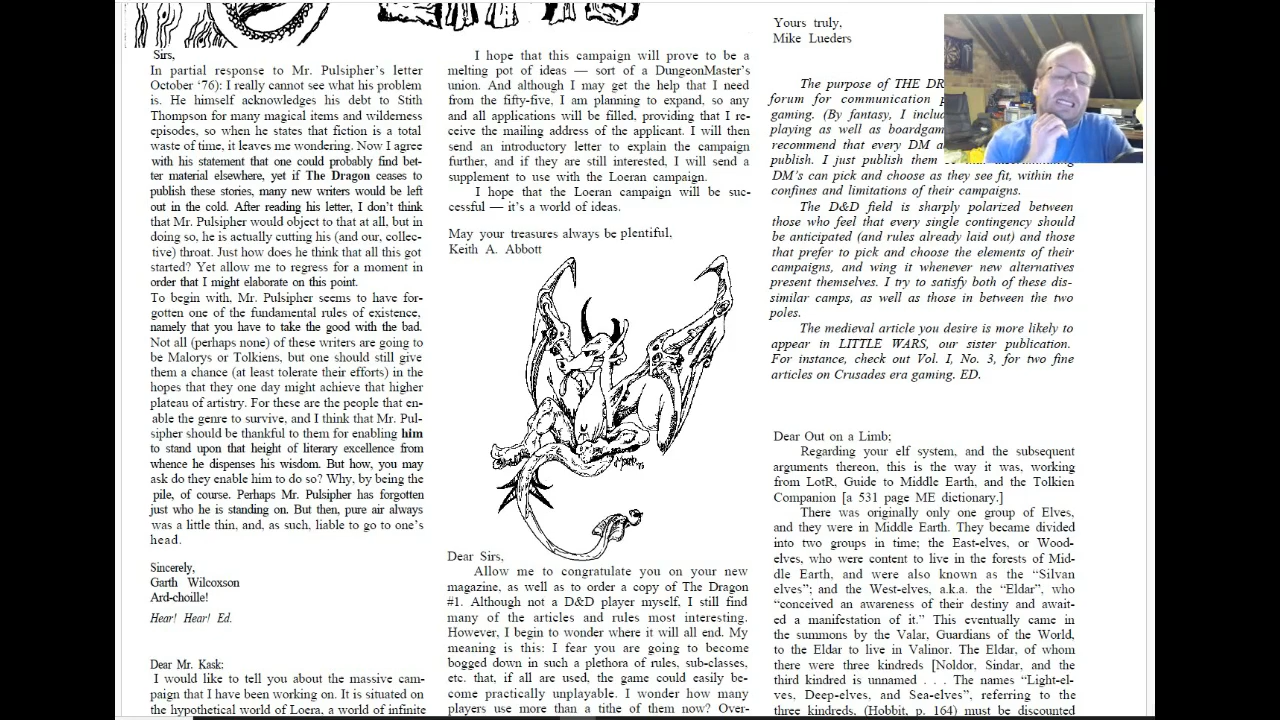 Sirs,
In partial response to Mr. Pulsipher's letter
October '76): I really cannot see what his problem
is. He himself acknowledges his debt to Stith
Thompson for many magical items and wilderness
episodes, so when he states that fiction is a total
waste of time, it leaves me wondering. Now I agree
with his statement that one could probably find bet-
ter material elsewhere, yet if The Dragon ceases to
publish these stories, many new writers would be left
out in the cold. After reading his letter, I don't think
that Mr. Pulsipher would object to that at all, but in
doing so, he is actually cutting his (and our, collec-
tive) throat. Just how does he think that all this got
started? Yet allow me to regress for a moment in
order that I might elaborate on this point.
To begin with, Mr. Pulsipher seems to have for-
gotten one of the fundamental rules of existence,
namely that you have to take the good with the bad.
Not all (perhaps none) of these writers are going to
be Malorys or Tolkiens, but one should still give
them a chance (at least tolerate their efforts) in the
hopes that they one day might achieve that higher
plateau of artistry. For these are the people that en-
able the genre to survive, and I think that Mr. Pul-
sipher should be thankful to them for enabling him
to stand upon that height of literary excellence from
whence he dispenses his wisdom. But how, you may
ask do they enable him to do so? Why, by being the
pile, of course. Perhaps Mr. Pulsipher has forgotten
just who he is standing on. But then, pure air always
was a little thin, and, as such, liable to go to one's
head.
Sincerely,
Garth Wilcoxson
Ard-choille!
Hear! Hear! Ed.
Dear Mr. Kask:
I would like to tell you about the massive cam-
paign that I have been working on. It is situated on
the hypothetical world of Loera, a world of infinite
I hope that this campaign will prove to be a
melting pot of ideas — sort of a DungeonMaster's
union. And although I may get the help that I need
from the fifty-five, I am planning to expand, so any
and all applications will be filled, providing that I re-
ceive the mailing address of the applicant. I will then
send an introductory letter to explain the campaign
further, and if they are still interested, I will send a
supplement to use with the Loeran campaign.
I hope that the Loeran campaign will be suc-
cessful — it's a world of ideas.
May your treasures always be plentiful,
Keith A. Abbott
Dear Sirs,
Allow me to congratulate you on your new
magazine, as well as to order a copy of The Dragon
#1. Although not a D&D player myself, I still find
many of the articles and rules most interesting.
However, I begin to wonder where it will all end. My
meaning is this: I fear you are going to become
bogged down in such a plethora of rules, sub-classes,
etc. that, if all are used, the game could easily be-
come practically unplayable. I wonder how many
players use more than a tithe of them now? Over-
Yours truly,
Mike Lueders
The purpose of THE DR
forum for communication
gaming. (By fantasy, I inclu
playing as well as boardgam
recommend that every DM a
publish. I just publish them
DM's can pick and choose as they see fit, within the
confines and limitations of their campaigns.
The D&D field is sharply polarized between
those who feel that every single contingency should
be anticipated (and rules already laid out) and those
that prefer to pick and choose the elements of their
campaigns, and wing it whenever new alternatives
present themselves. I try to satisfy both of these dis-
similar camps, as well as those in between the two
poles.
The medieval article you desire is more likely to
appear in LITTLE WARS, our sister publication.
For instance, check out Vol. I, No. 3, for two fine
articles on Crusades era gaming. ED.
Dear Out on a Limb;
Regarding your elf system, and the subsequent
arguments thereon, this is the way it was, working
from LotR, Guide to Middle Earth, and the Tolkien
Companion [a 531 page ME dictionary.]
There was originally only one group of Elves,
and they were in Middle Earth. They became divided
into two groups in time; the East-elves, or Wood-
elves, who were content to live in the forests of Mid-
dle Earth, and were also known as the "Silvan
elves"; and the West-elves, a.k.a. the "Eldar", who
"conceived an awareness of their destiny and await-
ed a manifestation of it." This eventually came in
the summons by the Valar, Guardians of the World,
to the Eldar to live in Valinor. The Eldar, of whom
there were three kindreds [Noldor, Sindar, and the
third kindred is unnamed . . . The names "Light-el-
ves, Deep-elves, and Sea-elves", referring to the
three kindreds, (Hobbit, p. 164) must be discounted